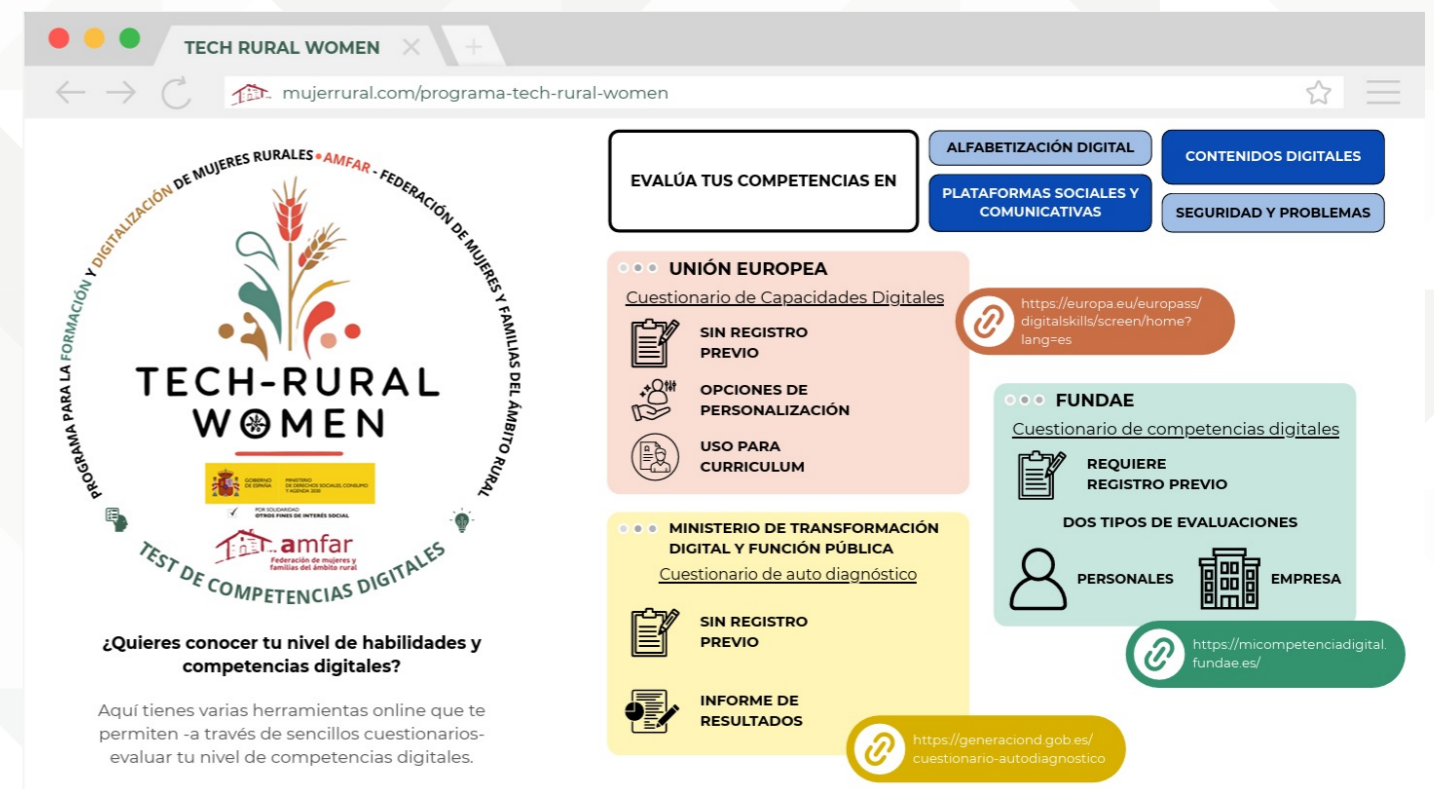 TECH RURAL WOMEN
mujerrural.com/programa-tech-rural-women
PROGRAMA PARA LA FORMACIÓN Y DIGITALIZACIÓN DE MUJERES RURALES • AMFAR - FEDERACIÓN DE MUJERES Y FAMILIAS DEL ÁMBITO RURAL
TECH-RURAL
WOMEN
GOBIERNO
DE ESPAÑA
MINISTERIO
DE DERECHOS SOCIALES, CONSUMO
Y AGENDA 2030
POR SOLIDARIDAD
OTROS FINES DE INTERÉS SOCIAL
amfar
Federación de mujeres y
familias del ámbito rural
TEST DE COMPETENCIAS DIGITALES
¿Quieres conocer tu nivel de habilidades y
competencias digitales?
Aquí tienes varias herramientas online que te
permiten -a través de sencillos cuestionarios-
evaluar tu nivel de competencias digitales.
EVALÚA TUS COMPETENCIAS EN
ALFABETIZACIÓN DIGITAL
PLATAFORMAS SOCIALES Y
COMUNICATIVAS
CONTENIDOS DIGITALES
SEGURIDAD Y PROBLEMAS
UNIÓN EUROPEA
Cuestionario de Capacidades Digitales
SIN REGISTRO
PREVIO
OPCIONES DE
PERSONALIZACIÓN
USO PARA
CURRICULUM
https://europa.eu/europass/
digitalskills/screen/home?
lang=es
FUNDAE
Cuestionario de competencias digitales
REQUIERE
REGISTRO PREVIO
DOS TIPOS DE EVALUACIONES
PERSONALES
EMPRESA
https://micompetenciadigital.
fundae.es/
MINISTERIO DE TRANSFORMACIÓN
DIGITAL Y FUNCIÓN PÚBLICA
Cuestionario de auto diagnóstico
SIN REGISTRO
PREVIO
INFORME DE
RESULTADOS
https://generaciond.gob.es/
cuestionario-autodiagnostico